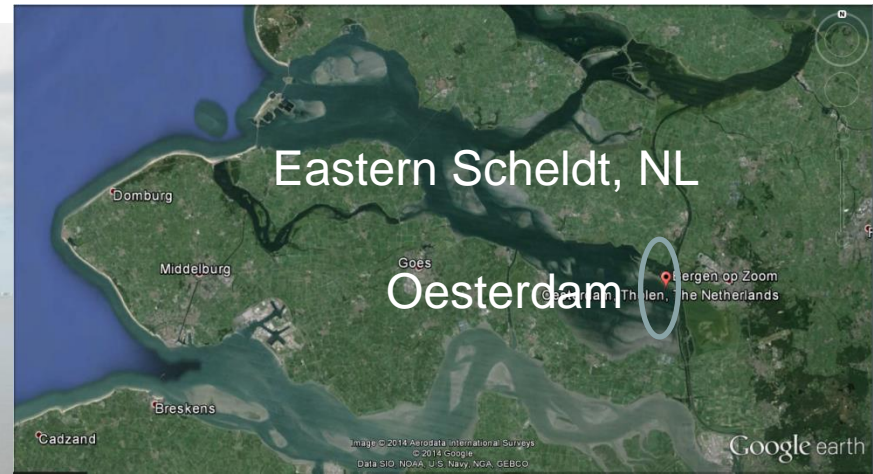 N
Eastern Scheldt, NL
Domburg
Middelburg
Goes
Bergen op Zoom
Oesterdam
Oesterdam, Tholen, The Netherlands
Breskens
Cadzand
Image © 2014 Aerodata International Surveys
© 2014 Google
Data SIO, NOAA, U.S. Navy, NGA, GEBCO
Google earth